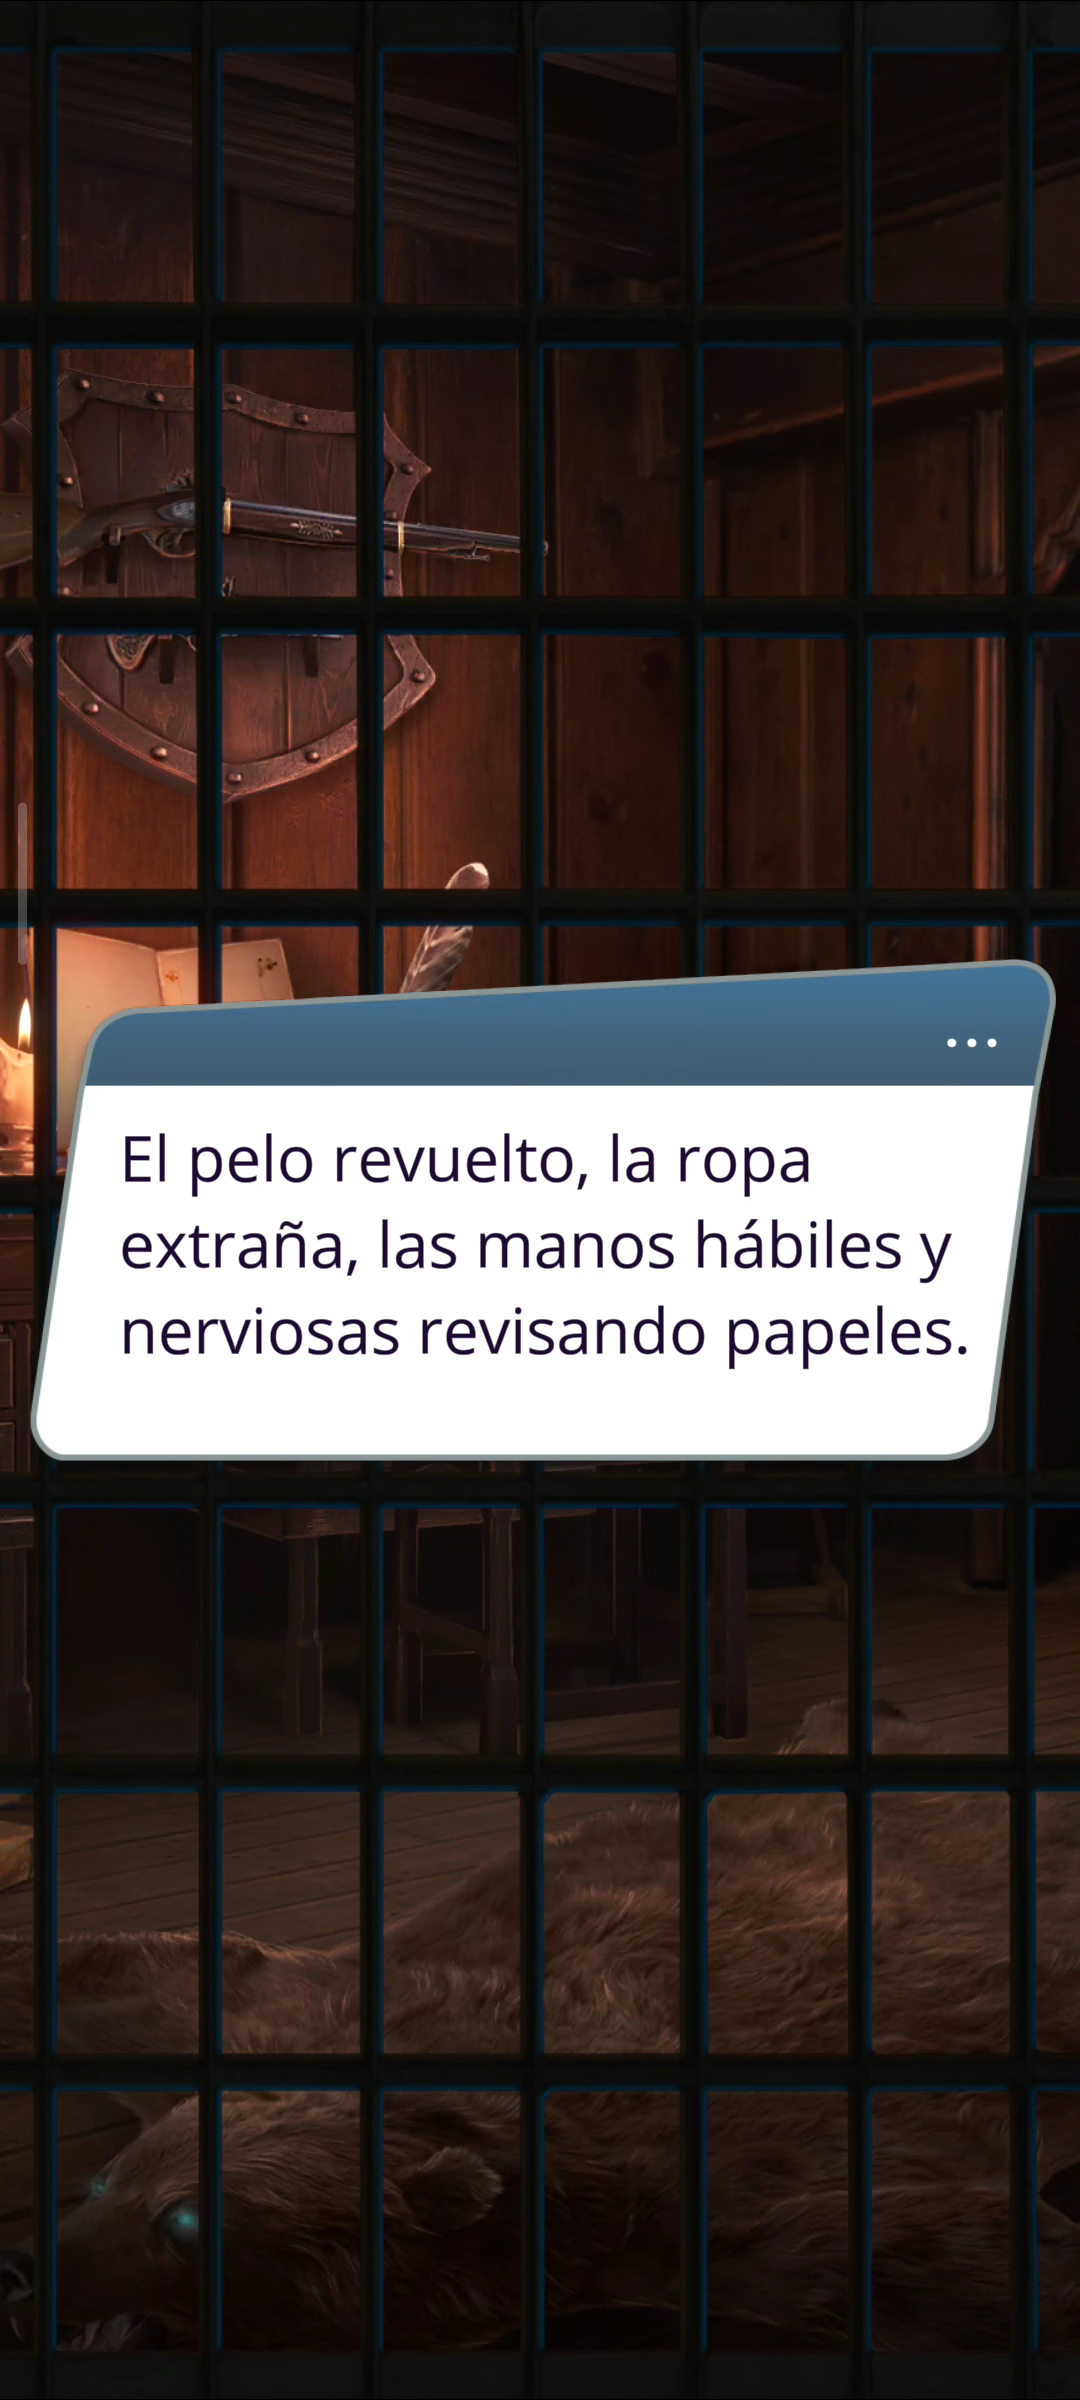 El pelo revuelto, la ropa
extraña, las manos hábiles y
nerviosas revisando papeles.